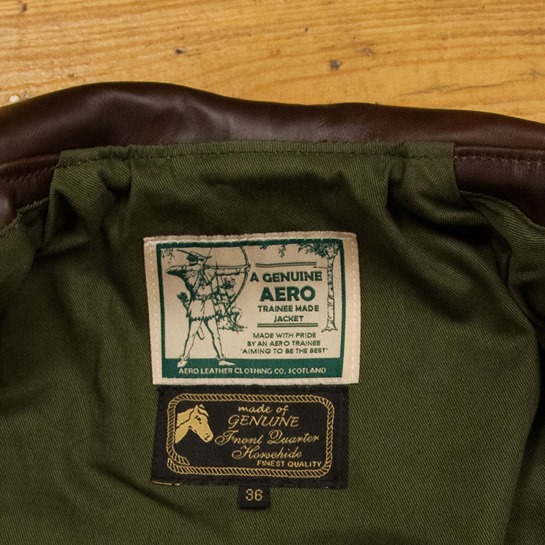 A GENUINE
AERO
TRAINEE MADE
JACKET
MADE WITH PRIDE
BY AN AERO TRAINEE
"AIMING TO BE THE BEST"
AERO LEATHER CLOTHING CO, SCOTLAND
made of
GENUINE
Front Quarter
Horsehide
FINEST QUALITY
36